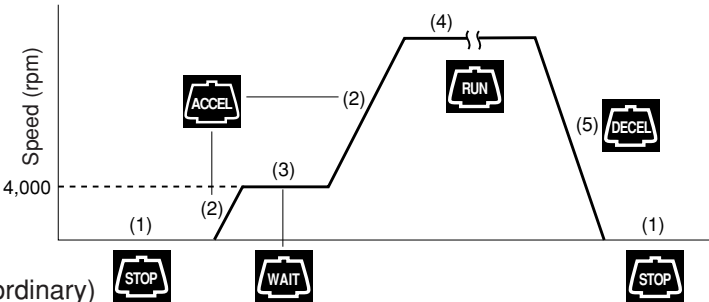 (4)
RUN
ACCEL
(2)
Speed (rpm)
(5)
DECEL
(3)
4,000
(2)
(1)
(1)
STOP
WAIT
STOP
ordinary)